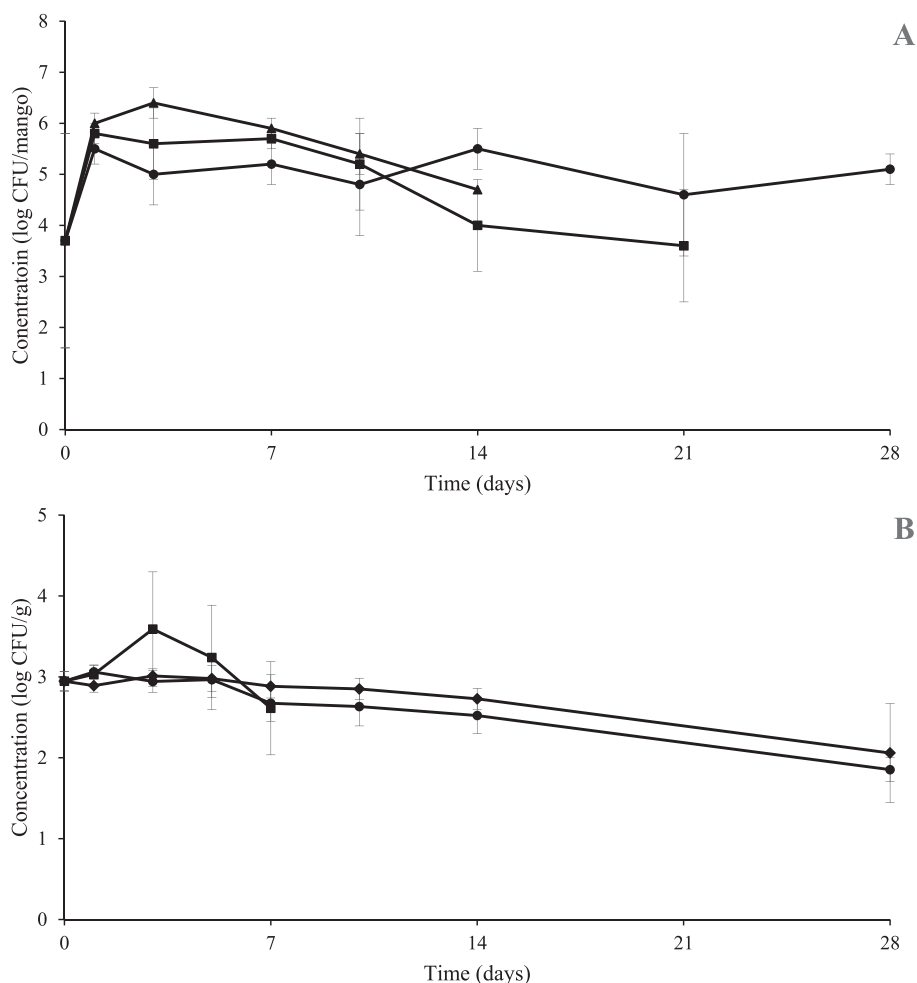 A
8
7
6
5
4
3
2
1
0
Conentratoin (log CFU/mango)
0 7 14 21 28
Time (days)
B
5
4
3
2
1
0
Concentration (log CFU/g)
0 7 14 21 28
Time (days)